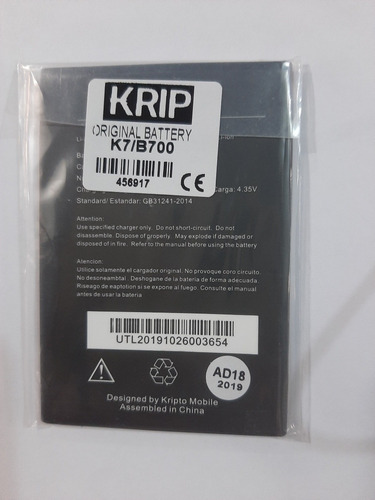 KRIP
ORIGINAL BATTERY
K7/B700
456917
CE
arga: 4.35V
Standard/ Estandar: GB31241-2014
Attention:
Use specified charger only. Do not short-circuit. Do not
disassemble. Dispose of properly. May explode if damaged or
disposed of in fire. Refer to the manual before using the battery
Atencion:
Utilice solamente el cargador original. No provoque coro circuito.
No desoneambtal. Deshogane de la bateria de forma adecuada.
Riseago de eaplotion si se expone al fuego. Consulte el manual
antes de usar la bateria
UTL20191026003654
AD18
2019
Designed by Kripto Mobile
Assembled in China